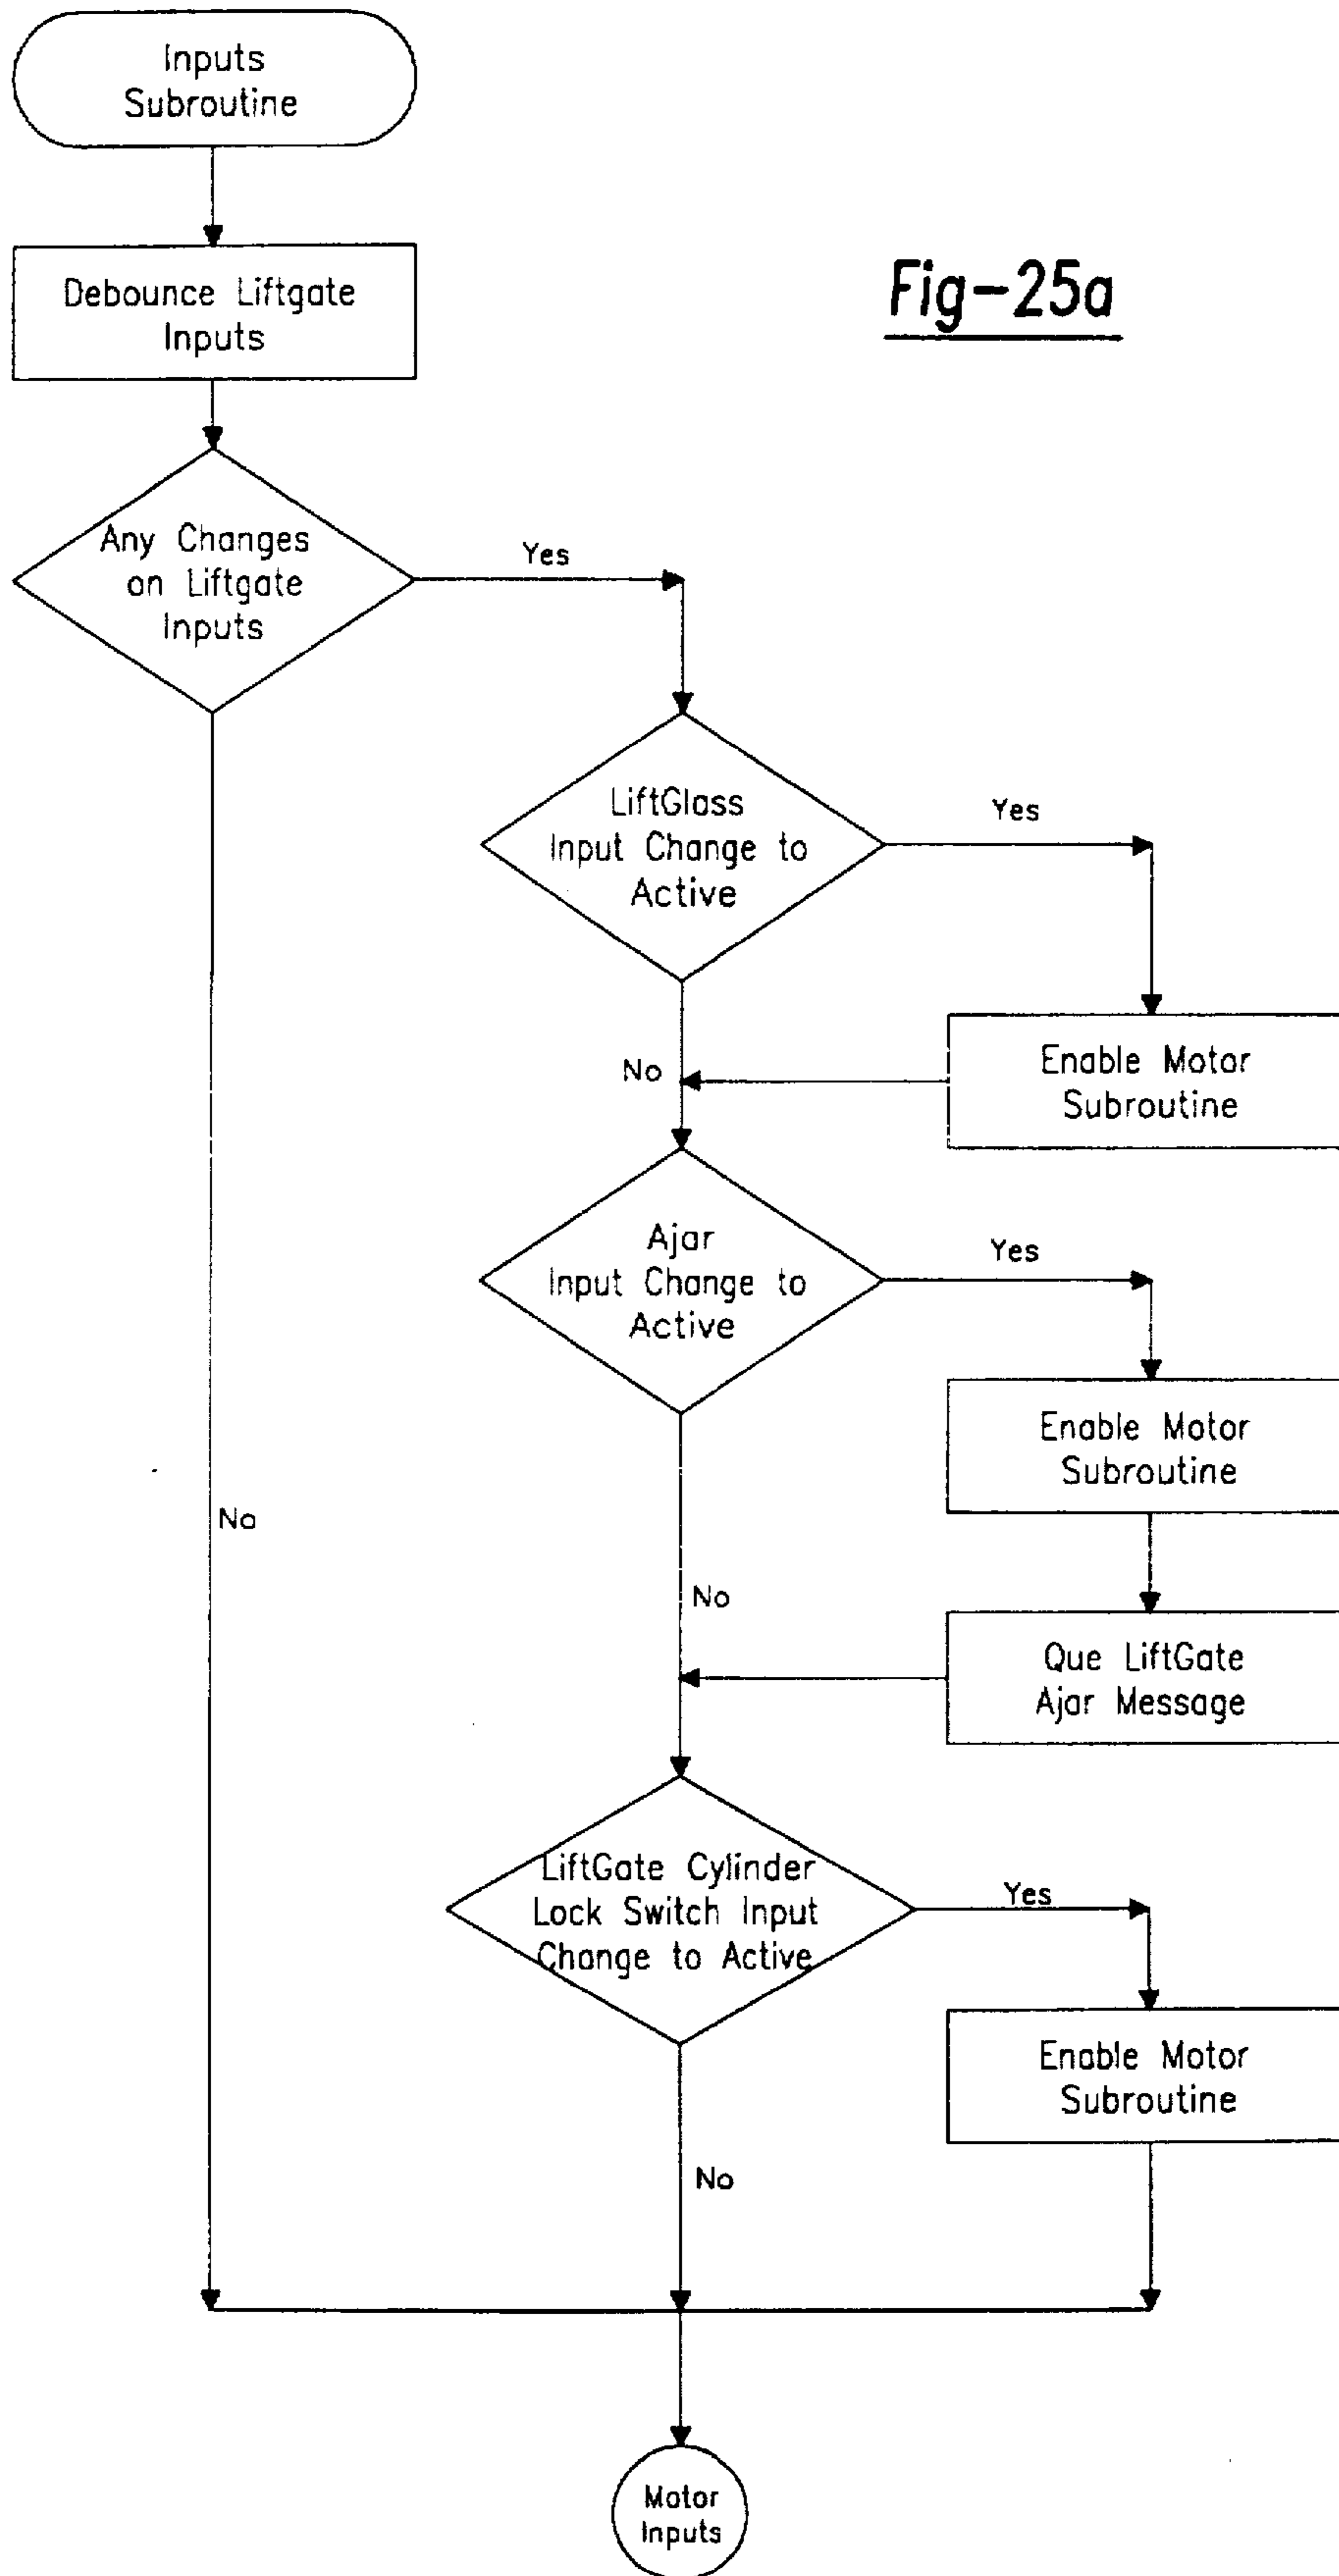 Inputs
Subroutine
Fig-25a
Debounce Liftgate
Inputs
Any Changes
on Liftgate
Inputs
Yes
LiftGlass
Input Change to
Active
Yes
Enable Motor
Subroutine
No
Ajar
Input Change to
Active
Yes
Enable Motor
Subroutine
No
No
Que LiftGate
Ajar Message
LiftGate Cylinder
Lock Switch Input
Change to Active
Yes
Enable Motor
Subroutine
No
Motor
Inputs